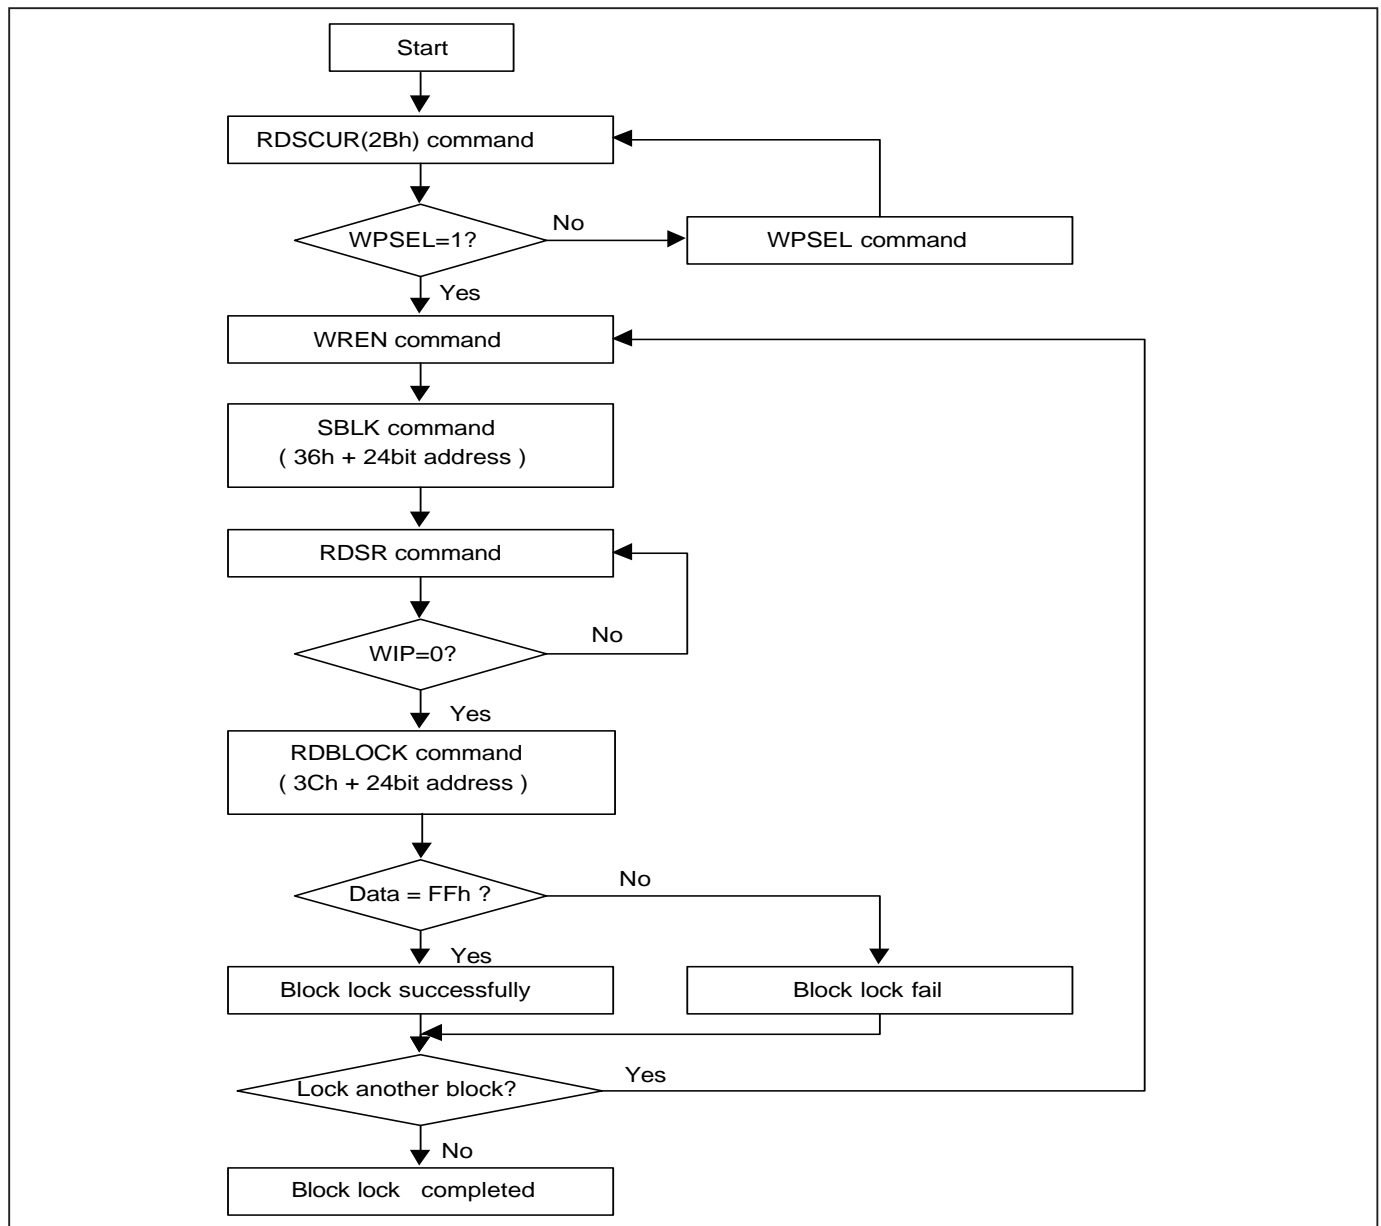 Start
RDSCUR(2Bh) command
WPSEL=1?
No
WPSEL command
Yes
WREN command
SBLK command
( 36h + 24bit address )
RDSR command
WIP=0?
No
Yes
RDBLOCK command
( 3Ch + 24bit address )
Data = FFh ?
No
Yes
Block lock successfully
Block lock fail
Lock another block?
Yes
No
Block lock completed